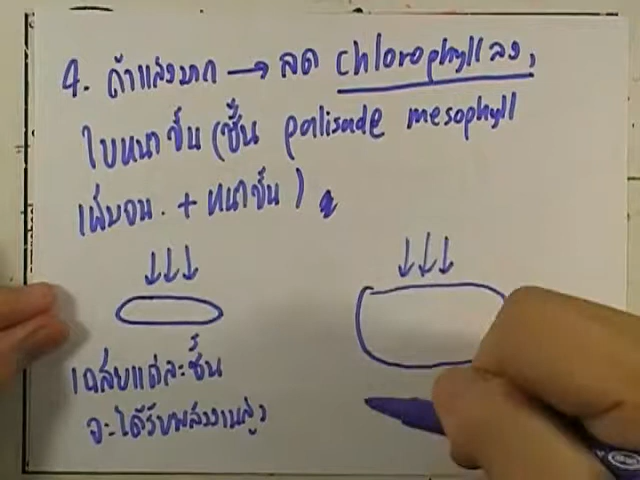 4. ถ้าแสงมาก → ลด chlorophyll ลง,
ใบหนาขึ้น (ชั้น palisade mesophyll
เพิ่มจน. + หนาขึ้น)
เฉลี่ยแต่ละชั้น
จะได้รับพลังงานสูง